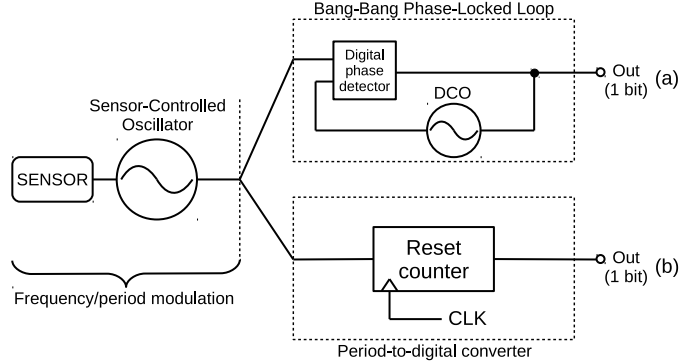 Bang-Bang Phase-Locked Loop
Digital
phase
detector
DCO
Out (a)
(1 bit)
Sensor-Controlled
Oscillator
SENSOR
Frequency/period modulation
Reset
counter
CLK
Out (b)
(1 bit)
Period-to-digital converter